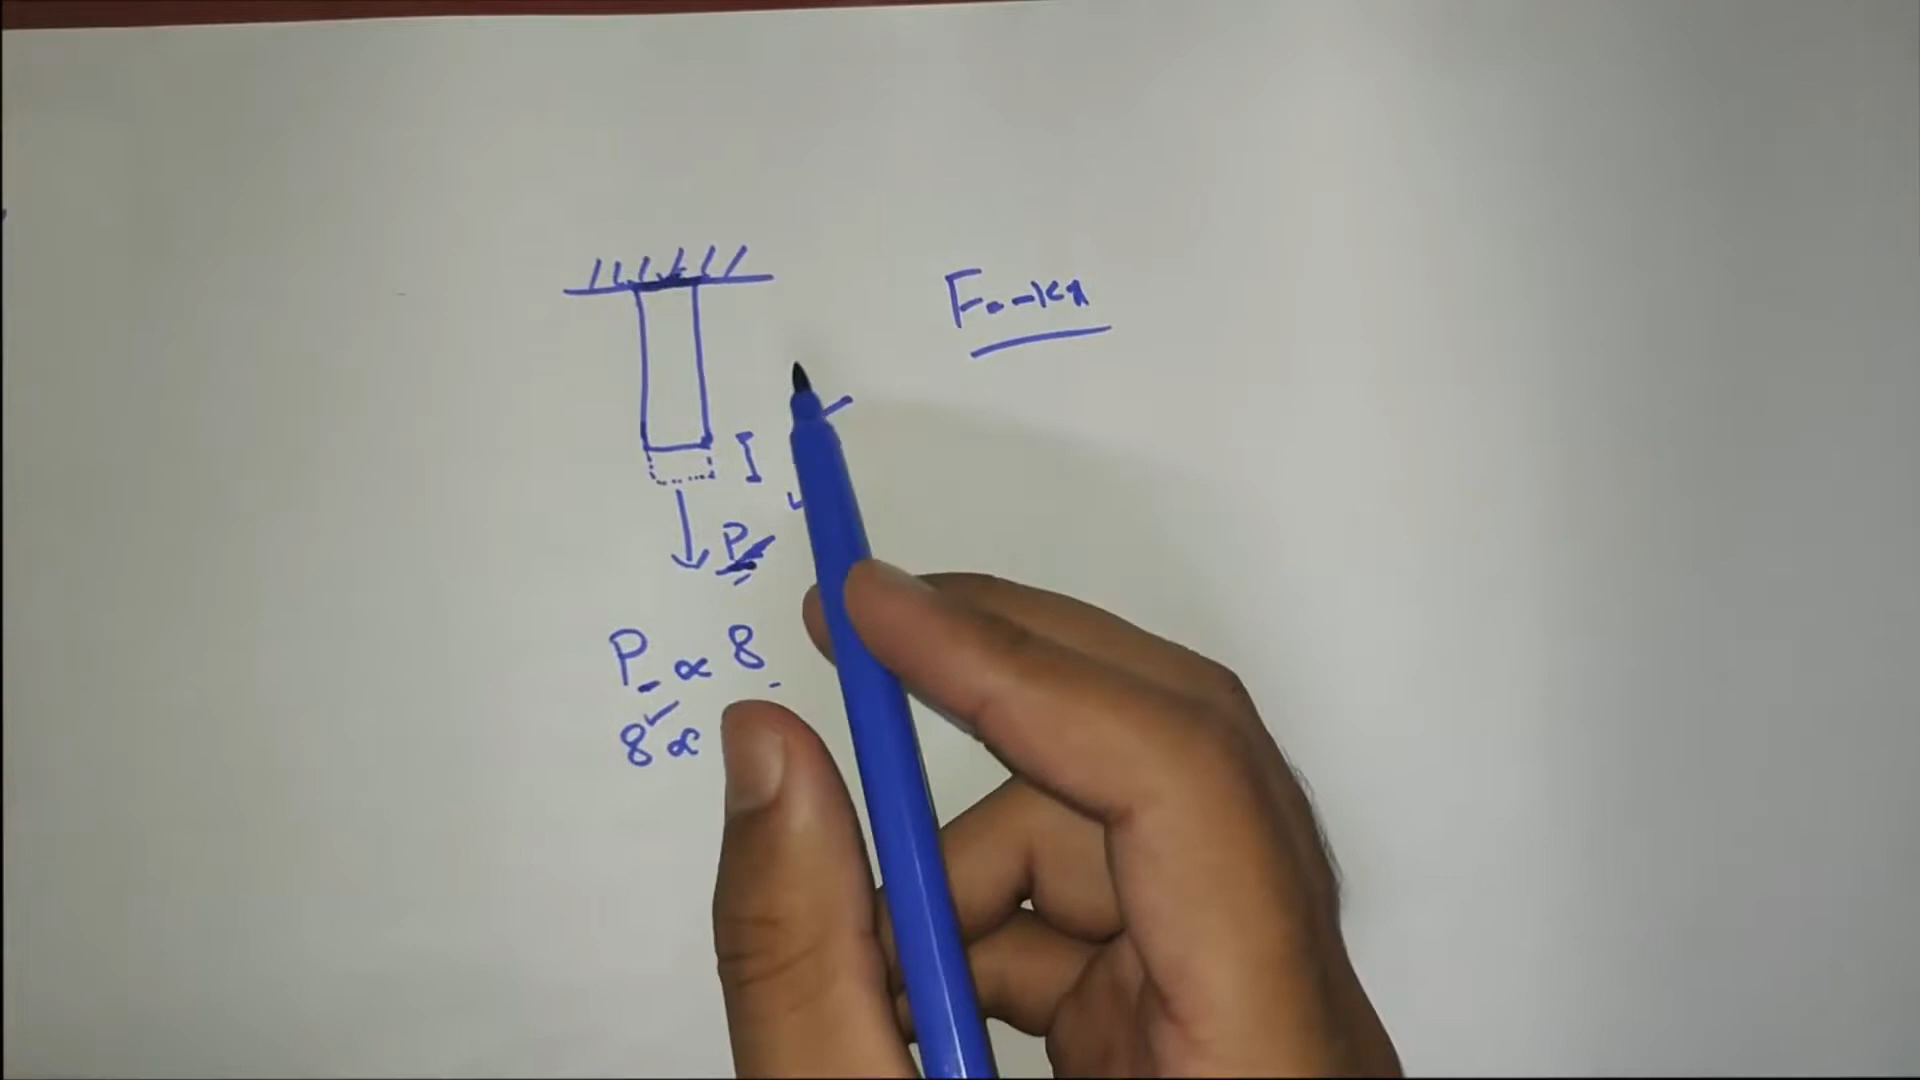 F = -kx
P
P ∝ δ
δ ∝